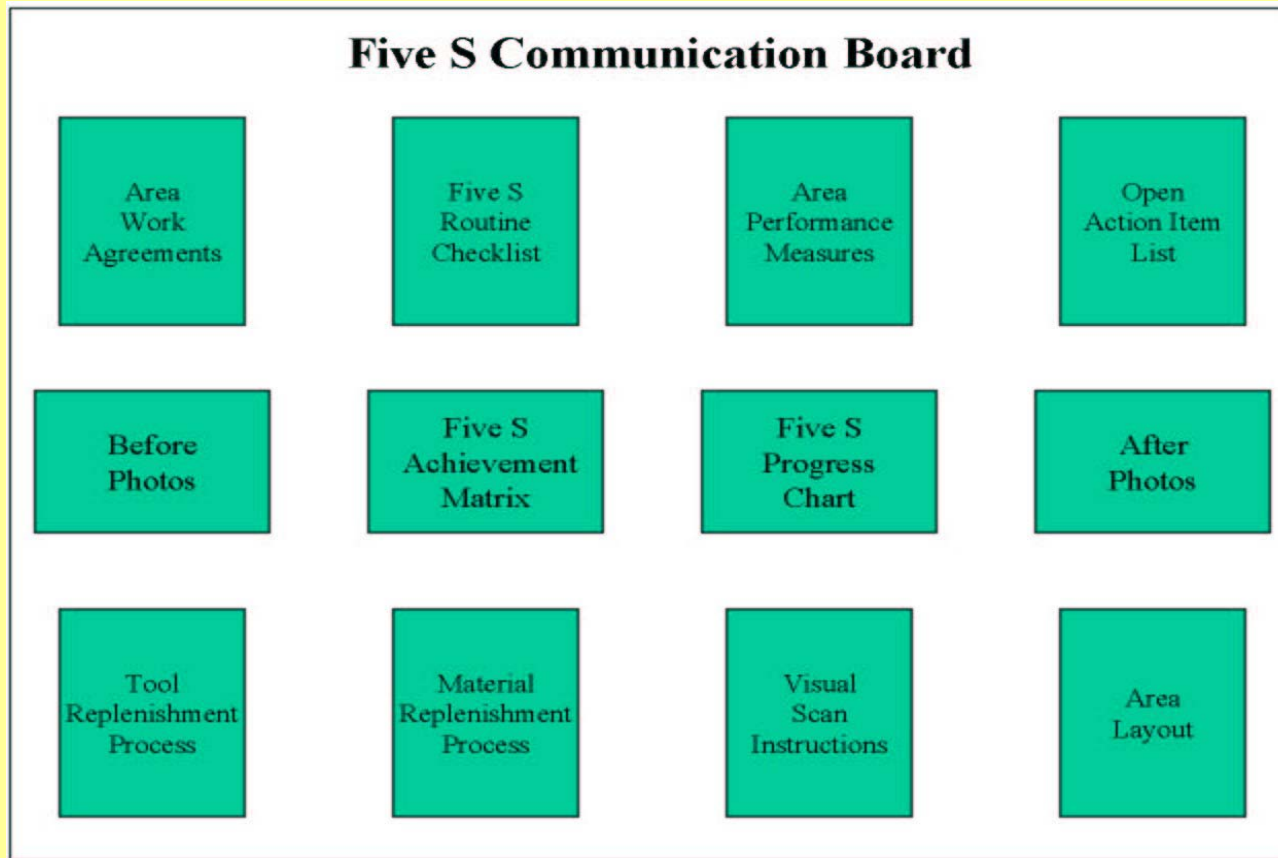 Five S Communication Board
Area
Work
Agreements
Five S
Routine
Checklist
Area
Performance
Measures
Open
Action Item
List
Before
Photos
Five S
Achievement
Matrix
Five S
Progress
Chart
After
Photos
Tool
Replenishment
Process
Material
Replenishment
Process
Visual
Scan
Instructions
Area
Layout